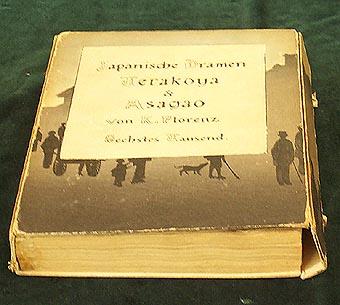 Japanische Dramen
Terakoya
&
Asagao
von K. Florenz.
Sechstes Tausend.